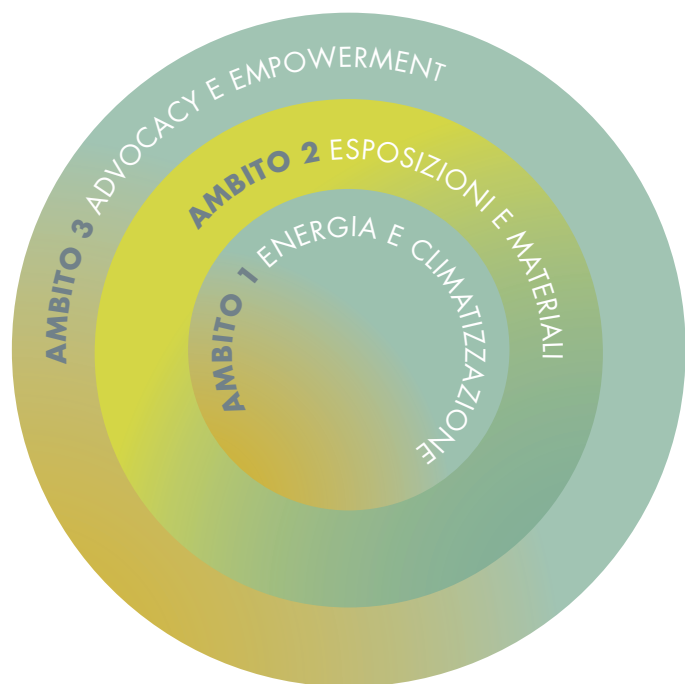 AMBITO 3 ADVOCACY E EMPOWERMENT
AMBITO 2 ESPOSIZIONI E MATERIALI
AMBITO 1 ENERGIA E CLIMATIZZAZIONE